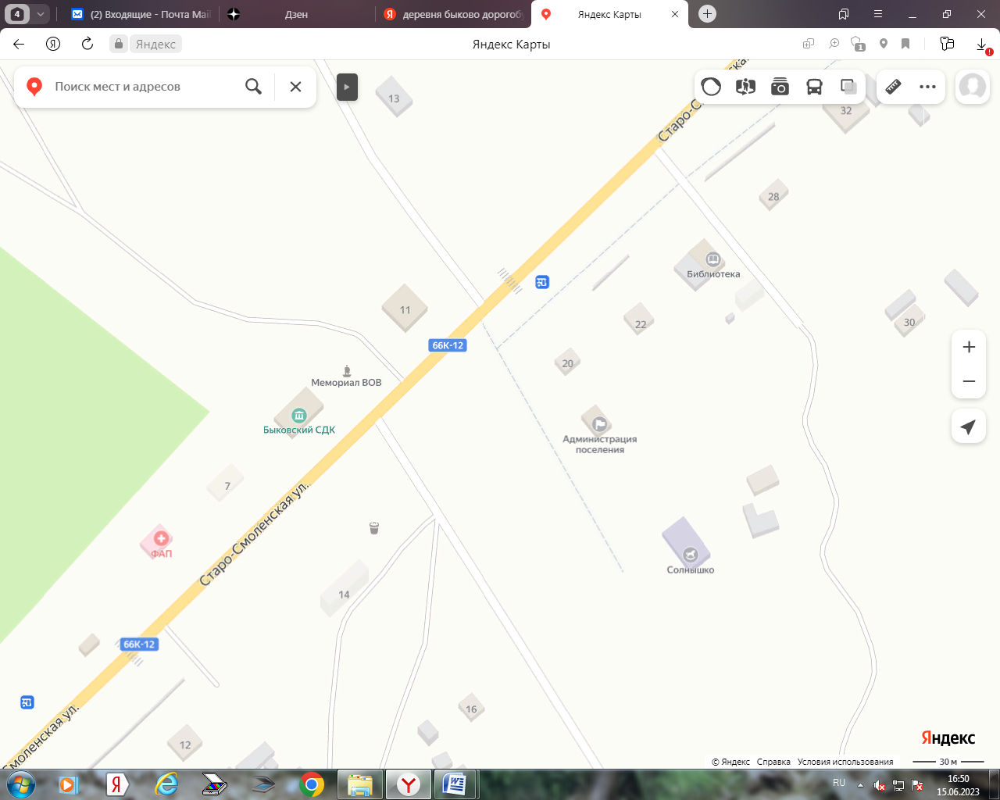 4
(2) Входящие - Почта Mail
Дзен
деревня быково дорогобу
Яндекс Карты
Яндекс
Яндекс Карты
1
Поиск мест и адресов
13
32
Старо-С
28
Библиотека
11
22
30
66К-12
20
Мемориал ВОВ
Быковский СДК
Администрация
поселения
7
Старо-Смоленская ул.
ФАП
Солнышко
14
66К-12
16
Смоленская ул.
12
Яндекс
© Яндекс Справка Условия использования
30 м
RU
16:50
15.06.2023